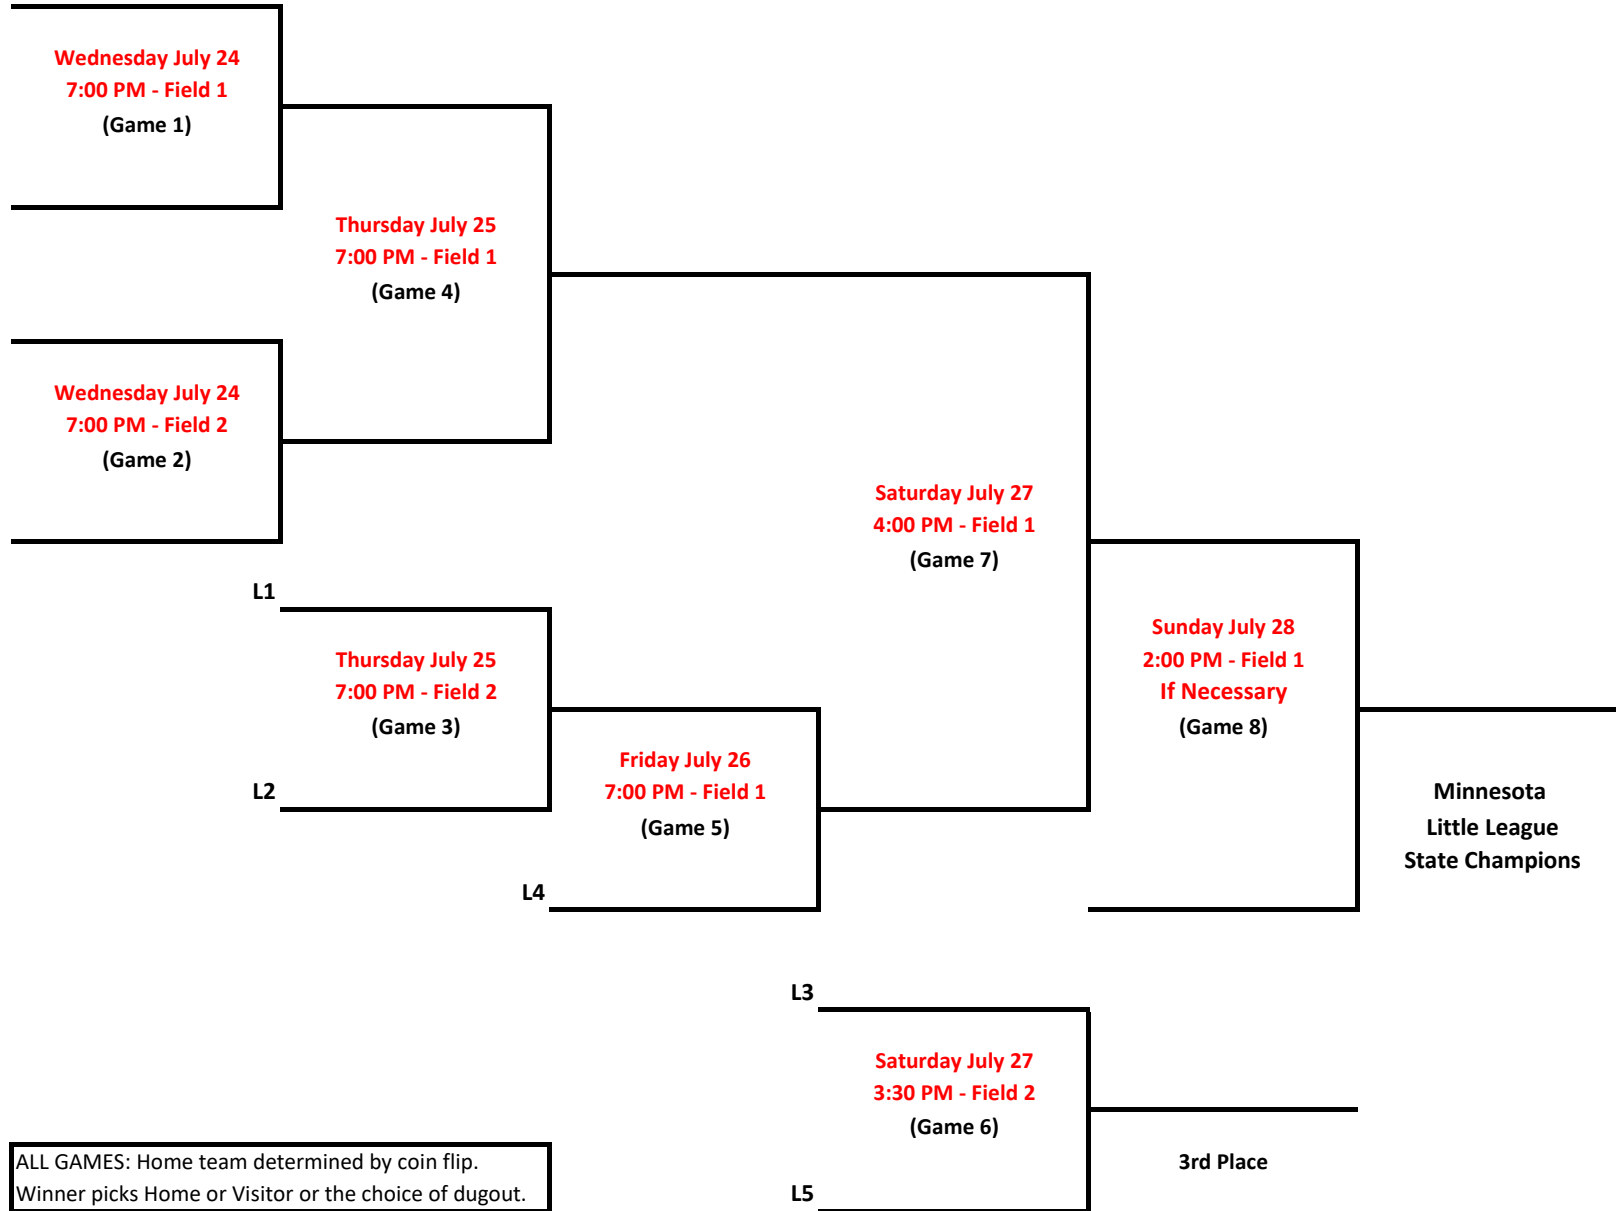 Wednesday July 24
7:00 PM - Field 1
(Game 1)
Thursday July 25
7:00 PM - Field 1
(Game 4)
Wednesday July 24
7:00 PM - Field 2
(Game 2)
Saturday July 27
4:00 PM - Field 1
(Game 7)
L1
Thursday July 25
7:00 PM - Field 2
(Game 3)
L2
Sunday July 28
2:00 PM - Field 1
If Necessary
(Game 8)
Friday July 26
7:00 PM - Field 1
(Game 5)
L4
Minnesota
Little League
State Champions
L3
Saturday July 27
3:30 PM - Field 2
(Game 6)
L5
3rd Place
ALL GAMES: Home team determined by coin flip.
Winner picks Home or Visitor or the choice of dugout.